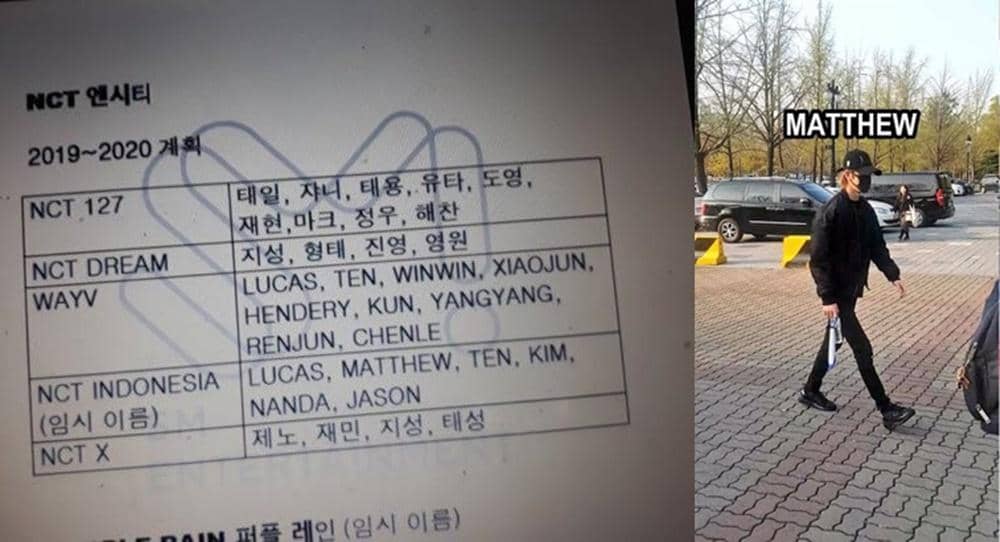 NCT 엔시티
2019~2020 계획
NCT 127
태일, 쟈니, 태용, 유타, 도영,
재현,마크, 정우, 해찬
NCT DREAM
지성, 형태, 진영, 영원
WAYV
LUCAS, TEN, WINWIN, XIAOJUN,
HENDERY, KUN, YANGYANG,
RENJUN, CHENLE
NCT INDONESIA
(임시 이름)
LUCAS, MATTHEW, TEN, KIM,
NANDA, JASON
NCT X
제노, 재민, 지성, 태성
ENTERTAINMENT
RAIN 퍼플 레인 (임시 이름)
MATTHEW